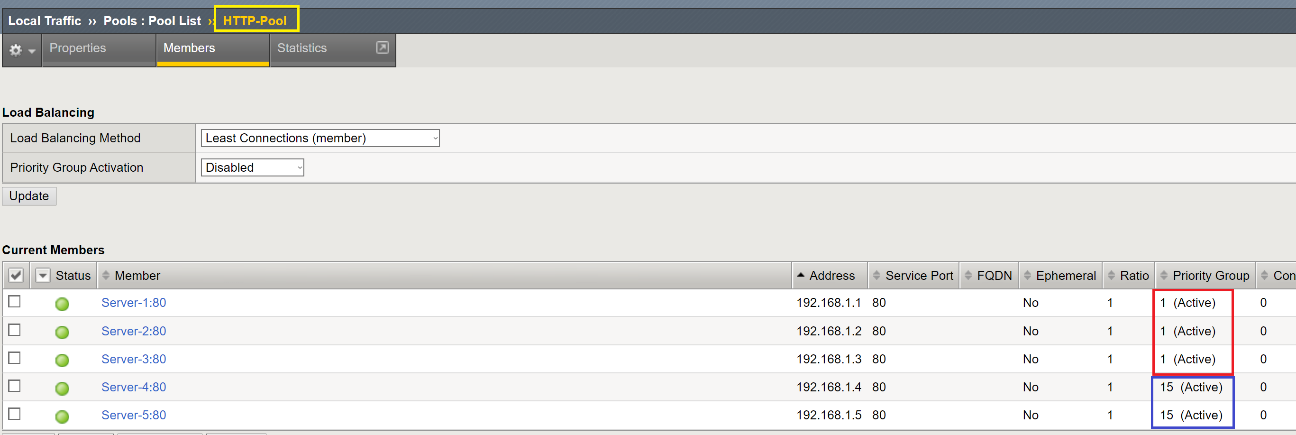 Local Traffic ›› Pools : Pool List ›› HTTP-Pool
Properties Members Statistics
Load Balancing
Load Balancing Method Least Connections (member)
Priority Group Activation Disabled
Update
Current Members
Status Member Address Service Port FQDN Ephemeral Ratio Priority Group Con
Server-1:80 192.168.1.1 80 No 1 1 (Active) 0
Server-2:80 192.168.1.2 80 No 1 1 (Active) 0
Server-3:80 192.168.1.3 80 No 1 1 (Active) 0
Server-4:80 192.168.1.4 80 No 1 15 (Active) 0
Server-5:80 192.168.1.5 80 No 1 15 (Active) 0